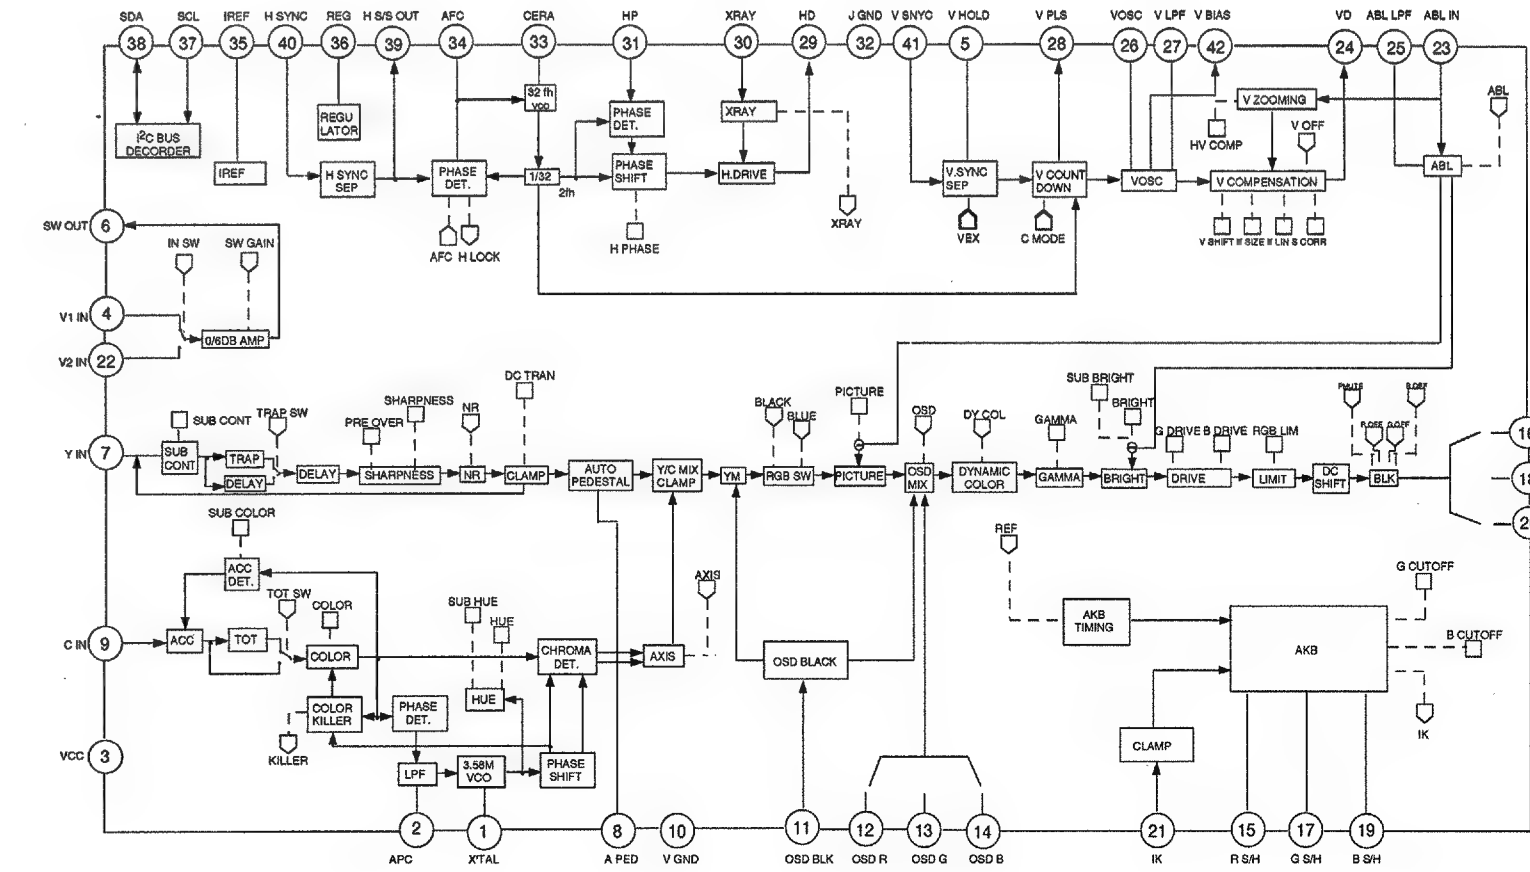 SDA SCL IREF H SYNC REG H S/S OUT AFC CERA HP XRAY HD J GND V SNYC V HOLD V PLS VOSC V LPF V BIAS VD ABL LPF ABL IN
38 37 35 40 36 39 34 33 31 30 29 32 41 5 28 26 27 42 24 25 23
I2C BUS
DECORDER
IREF
REGU
LATOR
H SYNC
SEP
PHASE
DET.
32 fh
VCO
1/32
2fh
PHASE
DET.
PHASE
SHIFT
XRAY
H.DRIVE
V.SYNC
SEP
V COUNT
DOWN
VOSC
V ZOOMING
V COMPENSATION
ABL
ABL
HV COMP
V OFF
AFC
H LOCK
H PHASE
XRAY
VEX
C MODE
V SHIFT
SIZE
LIN
S CORR
SW OUT
6
IN SW
SW GAIN
V1 IN
4
0/6DB AMP
V2 IN
22
DC TRAN
SUB CONT
TRAP SW
PRE OVER
SHARPNESS
NR
BLACK
BLUE
PICTURE
OSD
DY COL
GAMMA
SUB BRIGHT
BRIGHT
G DRIVE
B DRIVE
RGB LIM
Y IN
7
SUB
CONT
TRAP
DELAY
DELAY
SHARPNESS
NR
CLAMP
AUTO
PEDESTAL
Y/C MIX
CLAMP
YM
RGB SW
PICTURE
OSD
MIX
DYNAMIC
COLOR
GAMMA
BRIGHT
DRIVE
LIMIT
DC
SHIFT
BLK
18
SUB COLOR
ACC
DET.
TOT SW
COLOR
SUB HUE
HUE
AXIS
REF
G CUTOFF
C IN
9
ACC
TOT
COLOR
CHROMA
DET.
AXIS
OSD BLACK
AKB
TIMING
AKB
B CUTOFF
IK
COLOR
KILLER
PHASE
DET.
HUE
KILLER
VCC
3
LPF
3.58M
VCO
PHASE
SHIFT
CLAMP
2 1 8 10 11 12 13 14 21 15 17 19
APC X'TAL A PED V GND OSD BLK OSD R OSD G OSD B IK R S/H G S/H B S/H